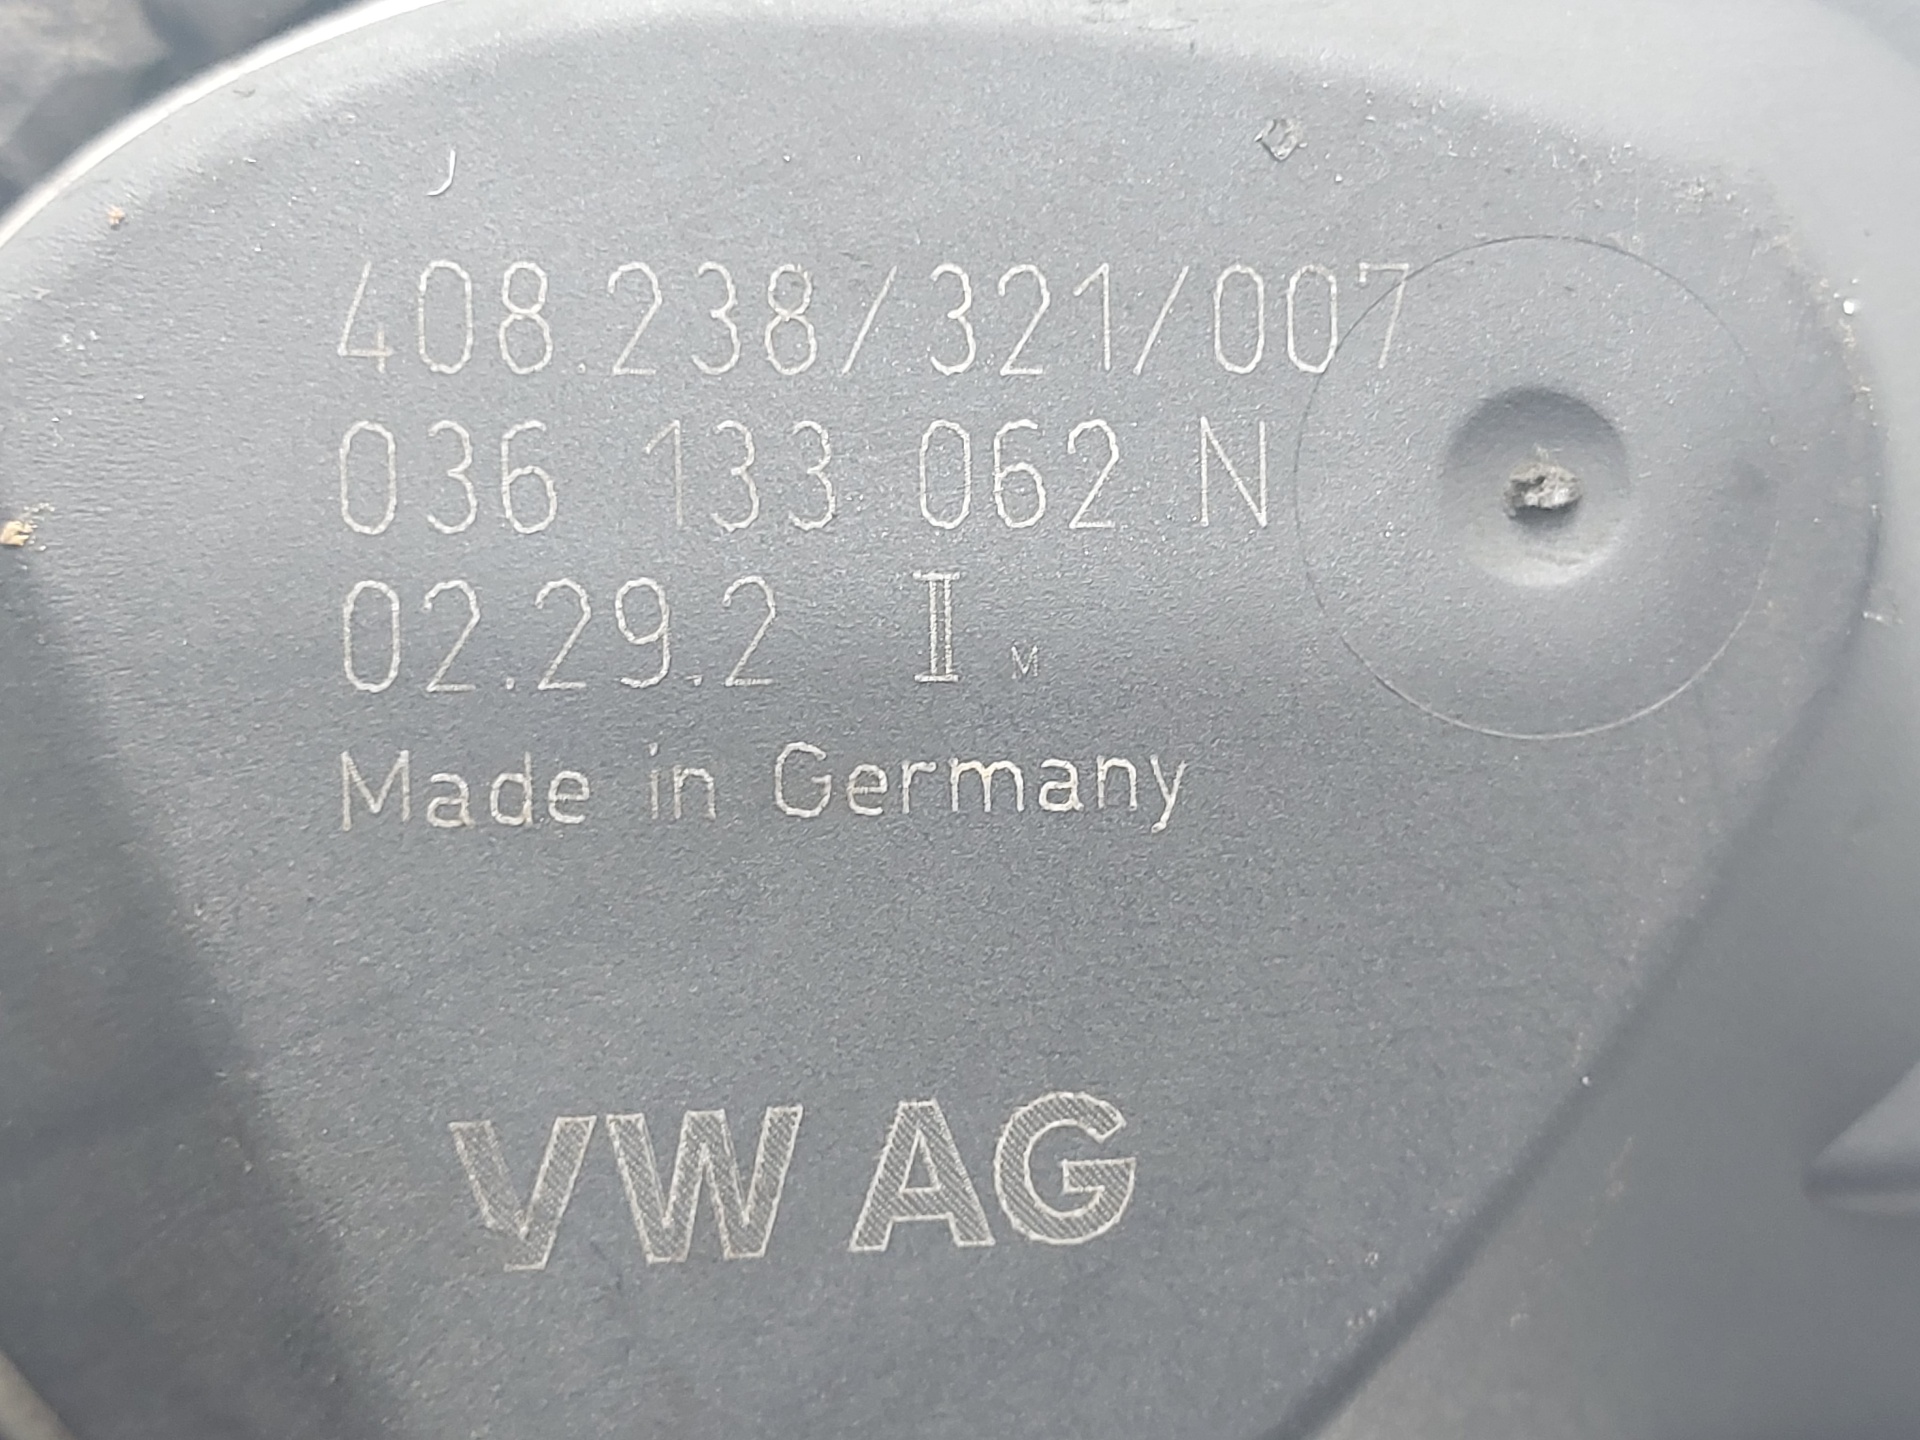 408.238/321/007
036 133 062 N
02.29.2 II M
Made in Germany
VW AG